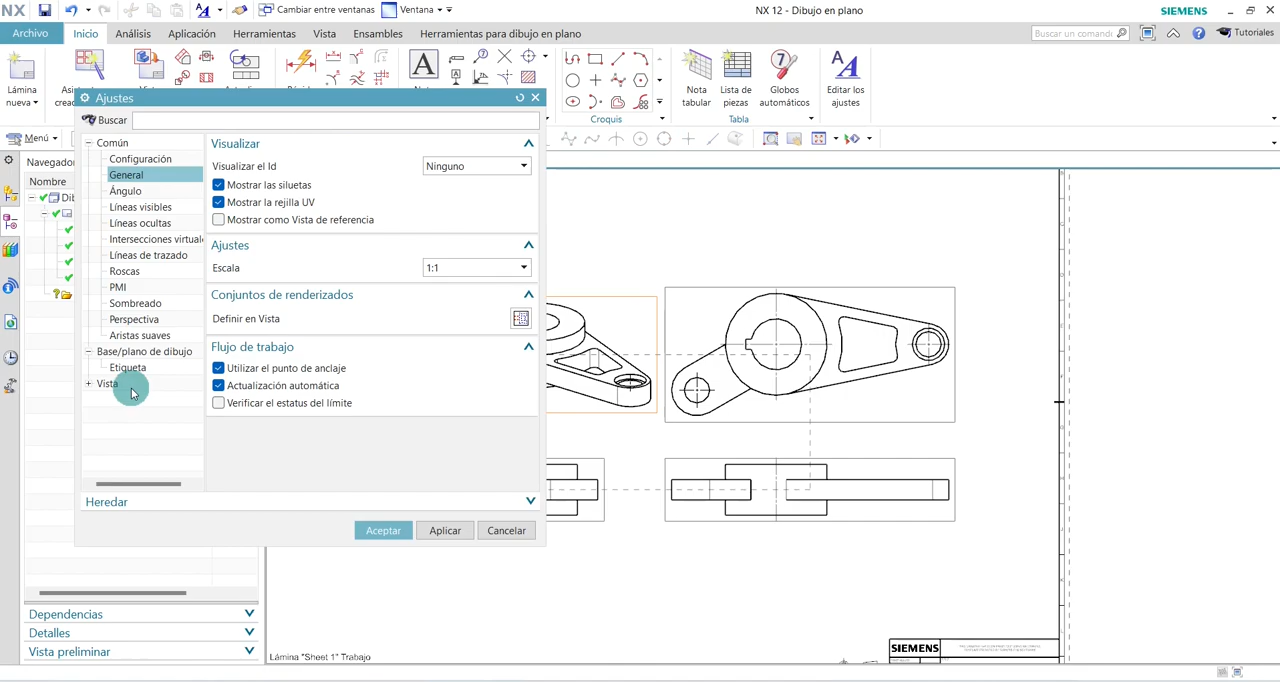 NX
Cambiar entre ventanas
Ventana
NX 12 - Dibujo en plano
SIEMENS
Archivo
Inicio
Análisis
Aplicación
Herramientas
Vista
Ensambles
Herramientas para dibujo en plano
Buscar un comando
Tutoriales
Lámina
nueva
Nota
tabular
Lista de
piezas
Globos
automáticos
Editar los
ajustes
Croquis
Tabla
Menú
Ajustes
Buscar
Navegador
Nombre
Común
Configuración
General
Ángulo
Líneas visibles
Líneas ocultas
Intersecciones virtuale
Líneas de trazado
Roscas
PMI
Sombreado
Perspectiva
Aristas suaves
Base/plano de dibujo
Etiqueta
Vista
Visualizar
Visualizar el Id
Ninguno
Mostrar las siluetas
Mostrar la rejilla UV
Mostrar como Vista de referencia
Ajustes
Escala
1:1
Conjuntos de renderizados
Definir en Vista
Flujo de trabajo
Utilizar el punto de anclaje
Actualización automática
Verificar el estatus del límite
Heredar
Aceptar
Aplicar
Cancelar
Dependencias
Detalles
Vista preliminar
Lámina "Sheet 1" Trabajo
SIEMENS